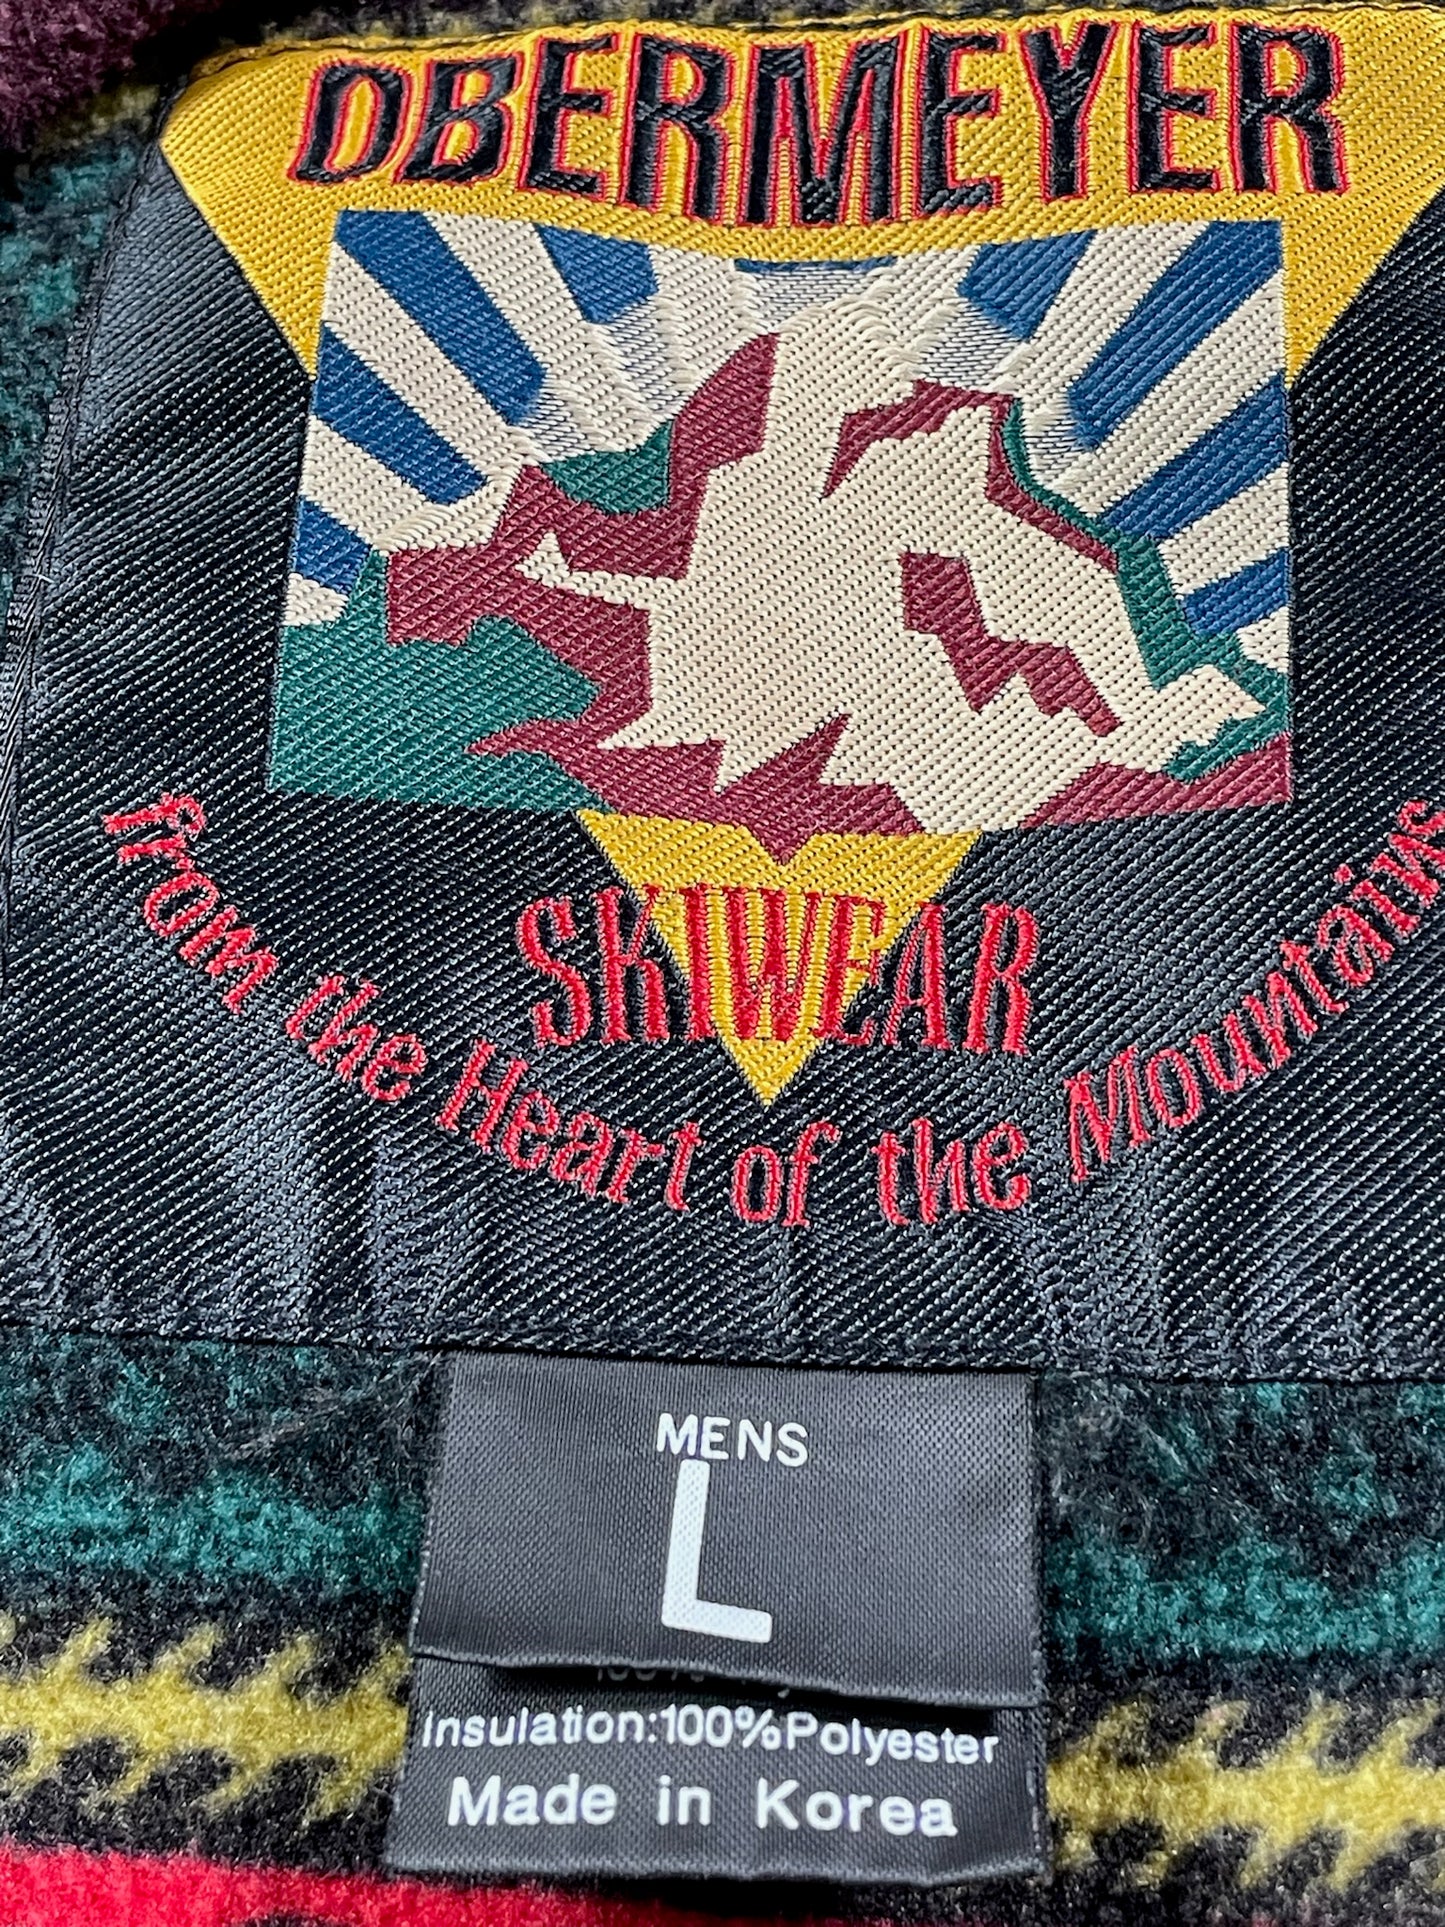 OBERMEYER
SKIWEAR
from the Heart of the Mountains
MENS
L
Insulation:100%Polyester
Made in Korea